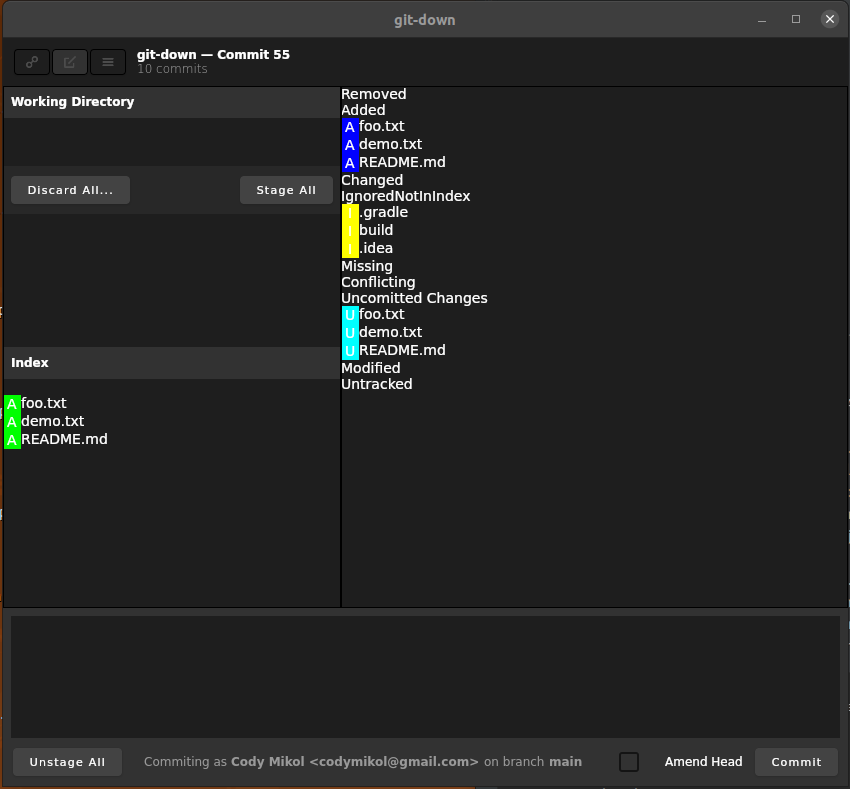 git-down
git-down — Commit 55
10 commits
Working Directory
Discard All...
Stage All
Index
A foo.txt
A demo.txt
A README.md
Removed
Added
A foo.txt
A demo.txt
A README.md
Changed
IgnoredNotInIndex
I .gradle
I build
I .idea
Missing
Conflicting
Uncomitted Changes
U foo.txt
U demo.txt
U README.md
Modified
Untracked
Unstage All
Commiting as Cody Mikol <codymikol@gmail.com> on branch main
Amend Head
Commit